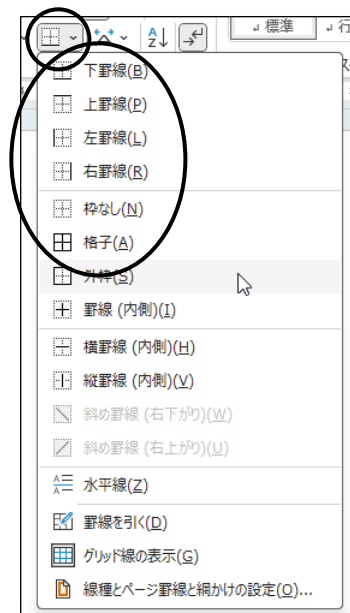 A
Z
標準
行
下罫線(B)
上罫線(P)
左罫線(L)
右罫線(R)
枠なし(N)
格子(A)
外枠(S)
罫線 (内側)(I)
横罫線 (内側)(H)
縦罫線 (内側)(V)
斜め罫線 (右下がり)(W)
斜め罫線 (右上がり)(U)
水平線(Z)
罫線を引く(D)
グリッド線の表示(G)
線種とページ罫線と網かけの設定(O)...